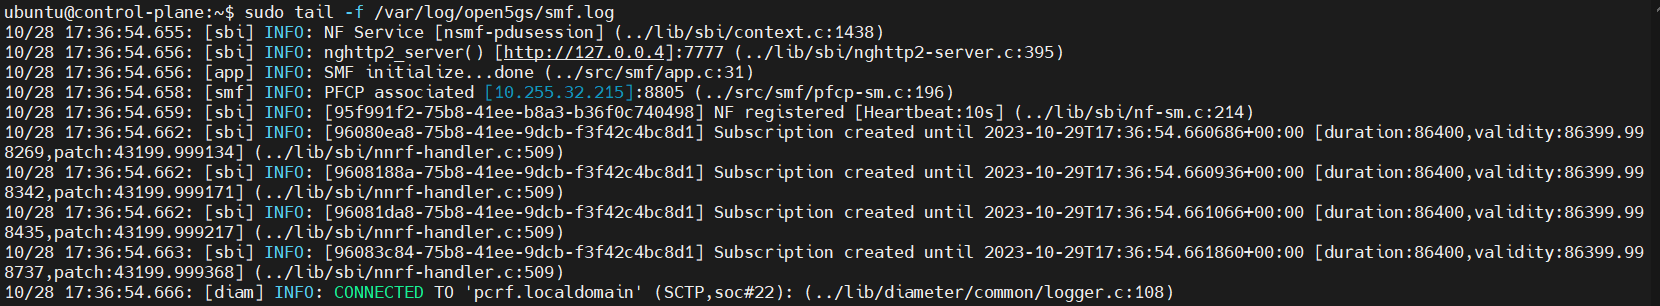 ubuntu@control-plane:~$ sudo tail -f /var/log/open5gs/smf.log
10/28 17:36:54.655: [sbi] INFO: NF Service [nsmf-pdusession] (../lib/sbi/context.c:1438)
10/28 17:36:54.656: [sbi] INFO: nghttp2_server() [http://127.0.0.4]:7777 (../lib/sbi/nghttp2-server.c:395)
10/28 17:36:54.656: [app] INFO: SMF initialize...done (../src/smf/app.c:31)
10/28 17:36:54.658: [smf] INFO: PFCP associated [10.255.32.215]:8805 (../src/smf/pfcp-sm.c:196)
10/28 17:36:54.659: [sbi] INFO: [95f991f2-75b8-41ee-b8a3-b36f0c740498] NF registered [Heartbeat:10s] (../lib/sbi/nf-sm.c:214)
10/28 17:36:54.662: [sbi] INFO: [96080ea8-75b8-41ee-9dcb-f3f42c4bc8d1] Subscription created until 2023-10-29T17:36:54.660686+00:00 [duration:86400,validity:86399.99
8269,patch:43199.999134] (../lib/sbi/nnrf-handler.c:509)
10/28 17:36:54.662: [sbi] INFO: [9608188a-75b8-41ee-9dcb-f3f42c4bc8d1] Subscription created until 2023-10-29T17:36:54.660936+00:00 [duration:86400,validity:86399.99
8342,patch:43199.999171] (../lib/sbi/nnrf-handler.c:509)
10/28 17:36:54.662: [sbi] INFO: [96081da8-75b8-41ee-9dcb-f3f42c4bc8d1] Subscription created until 2023-10-29T17:36:54.661066+00:00 [duration:86400,validity:86399.99
8435,patch:43199.999217] (../lib/sbi/nnrf-handler.c:509)
10/28 17:36:54.663: [sbi] INFO: [96083c84-75b8-41ee-9dcb-f3f42c4bc8d1] Subscription created until 2023-10-29T17:36:54.661860+00:00 [duration:86400,validity:86399.99
8737,patch:43199.999368] (../lib/sbi/nnrf-handler.c:509)
10/28 17:36:54.666: [diam] INFO: CONNECTED TO 'pcrf.localdomain' (SCTP,soc#22): (../lib/diameter/common/logger.c:108)